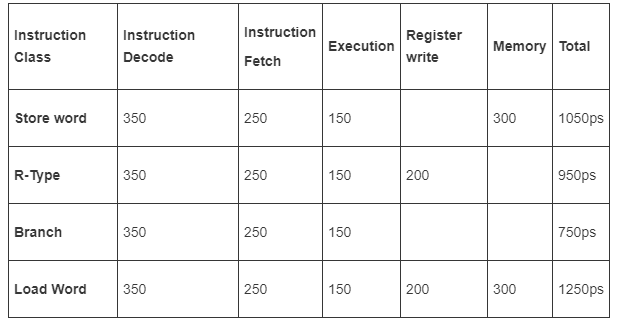 Instruction Class Instruction Decode Instruction Fetch Execution Register write Memory Total
Store word 350 250 150 300 1050ps
R-Type 350 250 150 200 950ps
Branch 350 250 150 750ps
Load Word 350 250 150 200 300 1250ps